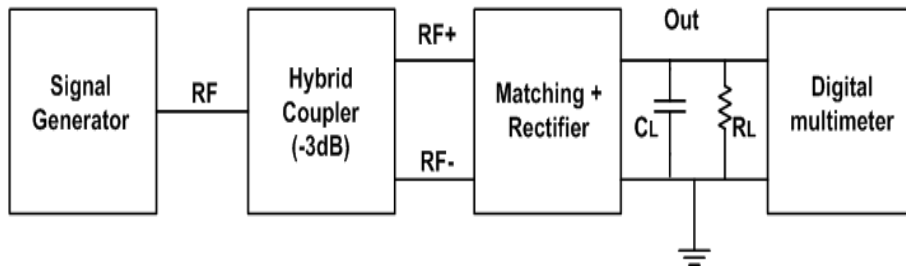 Signal
Generator
RF
Hybrid
Coupler
(-3dB)
RF+
RF-
Matching +
Rectifier
Out
CL
RL
Digital
multimeter